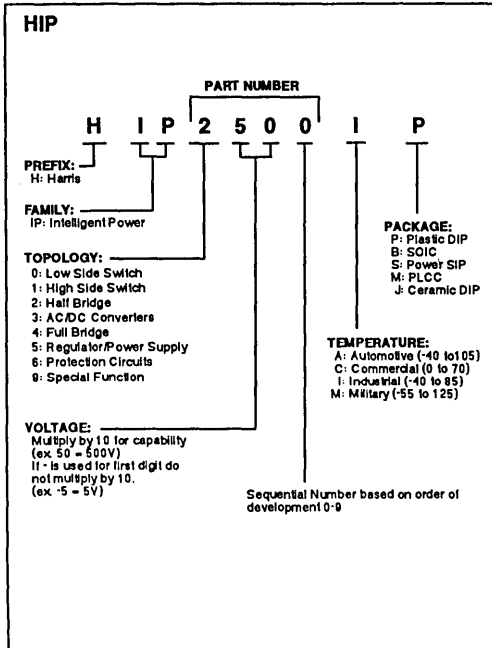 HIP
PART NUMBER
H I P 2 5 0 0 I P
PREFIX:
H: Harris
FAMILY:
IP: Intelligent Power
TOPOLOGY:
0: Low Side Switch
1: High Side Switch
2: Half Bridge
3: AC/DC Converters
4: Full Bridge
5: Regulator/Power Supply
6: Protection Circuits
9: Special Function
VOLTAGE:
Multiply by 10 for capability
(ex. 50 = 500V)
If - is used for first digit do
not multiply by 10.
(ex. -5 = 5V)
PACKAGE:
P: Plastic DIP
B: SOIC
S: Power SIP
M: PLCC
J: Ceramic DIP
TEMPERATURE:
A: Automotive (-40 to105)
C: Commercial (0 to 70)
I: Industrial (-40 to 85)
M: Military (-55 to 125)
Sequential Number based on order of
development 0-9